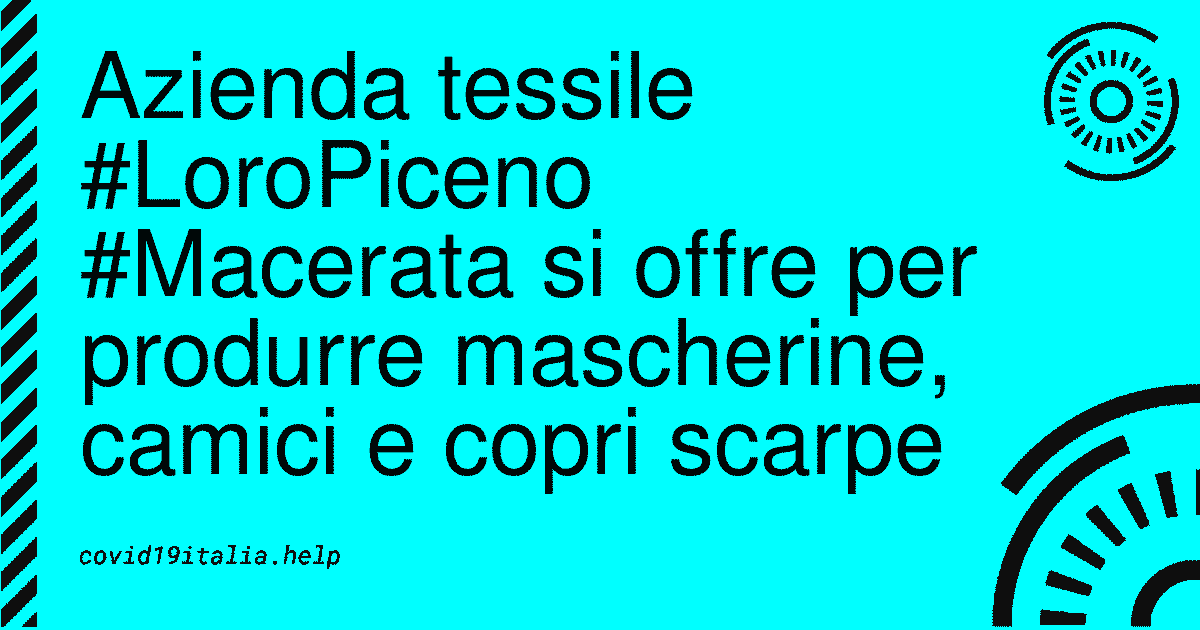 Azienda tessile
#LoroPiceno
#Macerata si offre per
produrre mascherine,
camici e copri scarpe
covid19italia.help